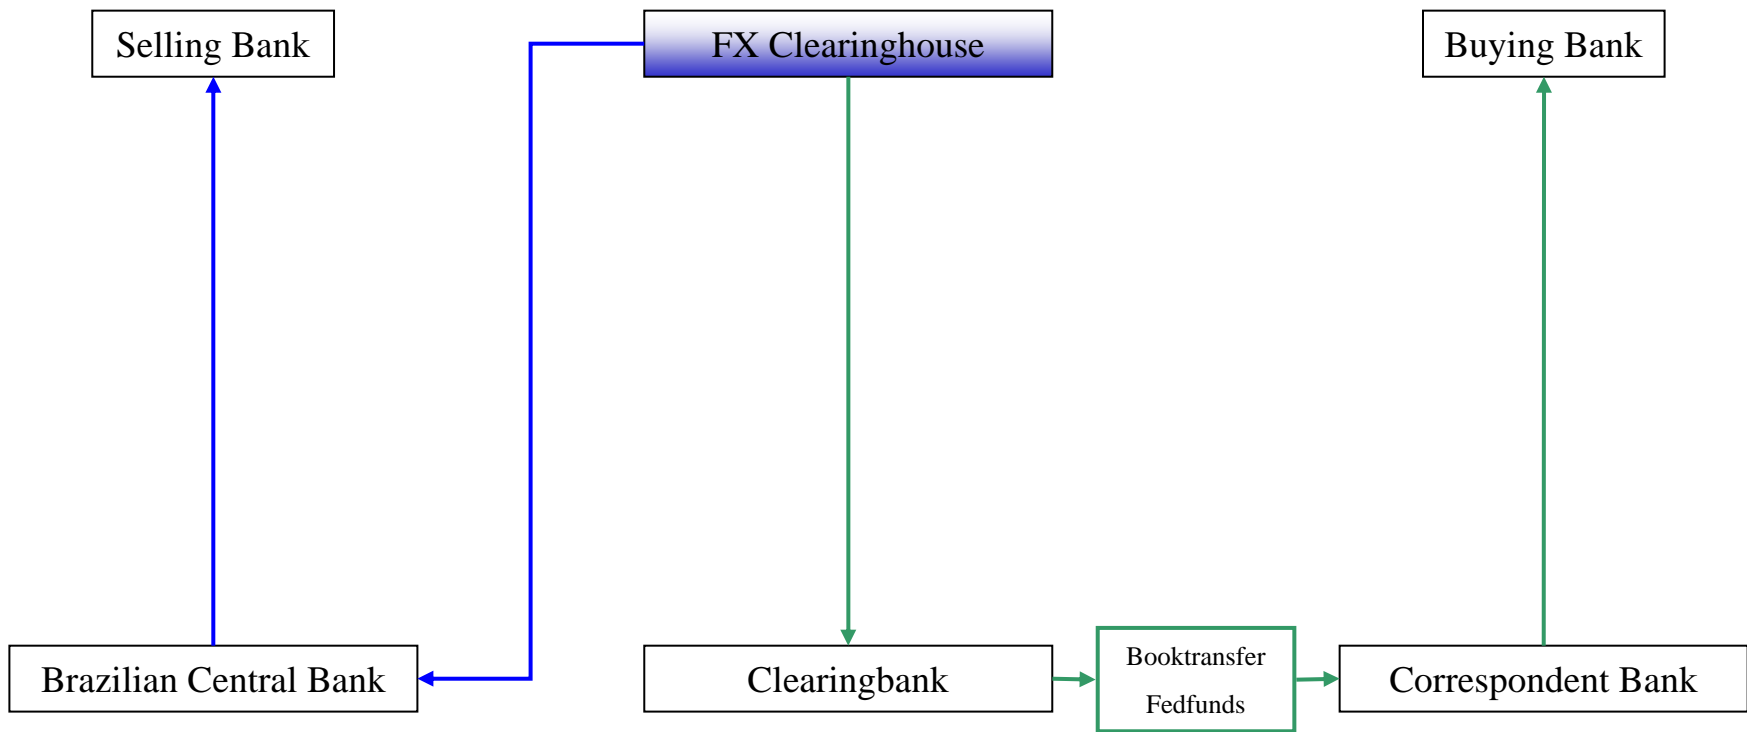 Selling Bank
FX Clearinghouse
Buying Bank
Brazilian Central Bank
Clearingbank
Booktransfer
Fedfunds
Correspondent Bank